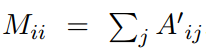 M_{ii} = \sum_j A'_{ij}